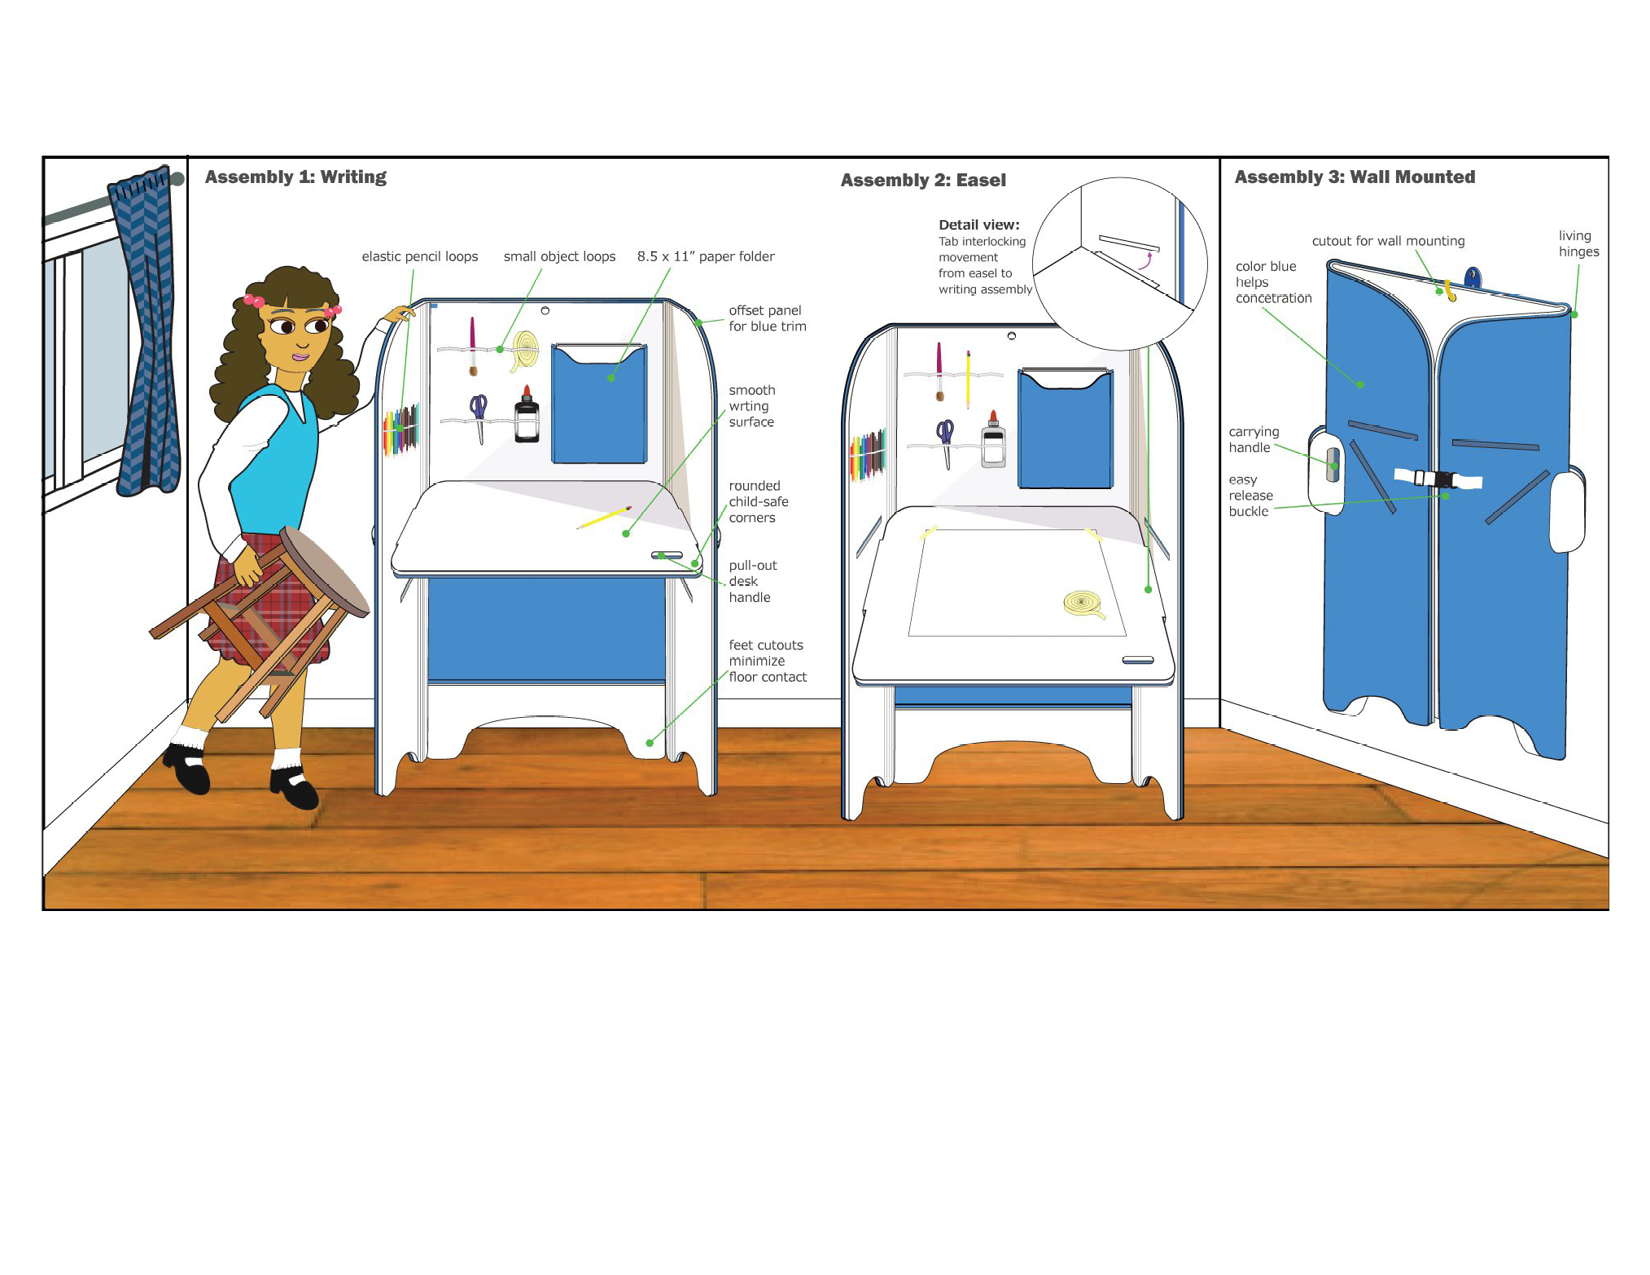 Assembly 1: Writing
elastic pencil loops
small object loops
8.5 x 11" paper folder
offset panel
for blue trim
smooth
wrting
surface
rounded
child-safe
corners
pull-out
desk
handle
feet cutouts
minimize
floor contact
Assembly 2: Easel
Detail view:
Tab interlocking
movement
from easel to
writing assembly
Assembly 3: Wall Mounted
cutout for wall mounting
living
hinges
color blue
helps
concetration
carrying
handle
easy
release
buckle